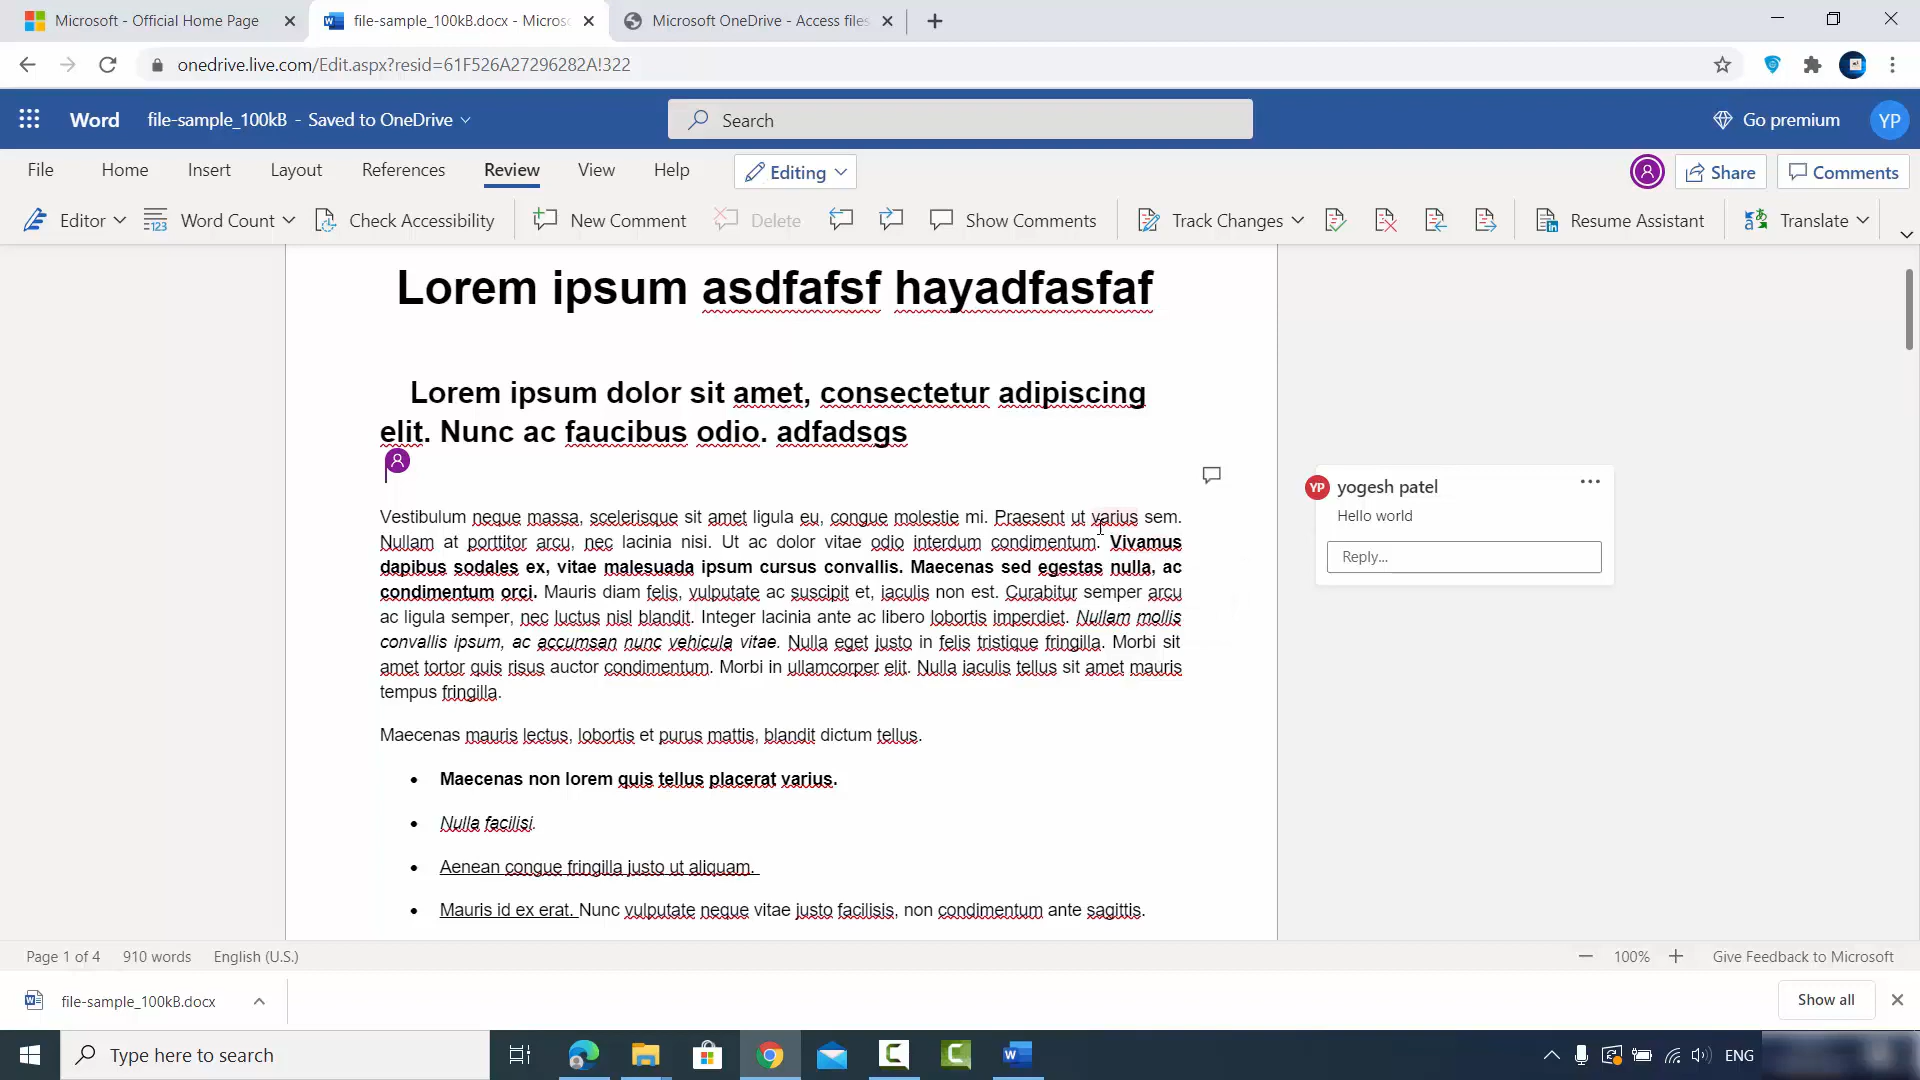 Microsoft - Official Home Page
file-sample_100kB.docx - Micros
Microsoft OneDrive - Access files
onedrive.live.com/Edit.aspx?resid=61F526A27296282A!322
Word file-sample_100kB - Saved to OneDrive
Search
Go premium
YP
File Home Insert Layout References Review View Help Editing
Share
Comments
Editor Word Count Check Accessibility New Comment Delete Show Comments Track Changes Resume Assistant Translate
Lorem ipsum asdfafsf hayadfasfaf
Lorem ipsum dolor sit amet, consectetur adipiscing
elit. Nunc ac faucibus odio. adfadsgs
Vestibulum neque massa, scelerisque sit amet ligula eu, congue molestie mi. Praesent ut varius sem.
Nullam at porttitor arcu, nec lacinia nisi. Ut ac dolor vitae odio interdum condimentum. Vivamus
dapibus sodales ex, vitae malesuada ipsum cursus convallis. Maecenas sed egestas nulla, ac
condimentum orci. Mauris diam felis, vulputate ac suscipit et, iaculis non est. Curabitur semper arcu
ac ligula semper, nec luctus nisl blandit. Integer lacinia ante ac libero lobortis imperdiet. Nullam mollis
convallis ipsum, ac accumsan nunc vehicula vitae. Nulla eget justo in felis tristique fringilla. Morbi sit
amet tortor quis risus auctor condimentum. Morbi in ullamcorper elit. Nulla iaculis tellus sit amet mauris
tempus fringilla.
Maecenas mauris lectus, lobortis et purus mattis, blandit dictum tellus.
• Maecenas non lorem quis tellus placerat varius.
• Nulla facilisi.
• Aenean congue fringilla justo ut aliquam.
• Mauris id ex erat. Nunc vulputate neque vitae justo facilisis, non condimentum ante sagittis.
YP yogesh patel
Hello world
Reply...
Page 1 of 4 910 words English (U.S.)
100%
Give Feedback to Microsoft
file-sample_100kB.docx
Show all
Type here to search
ENG